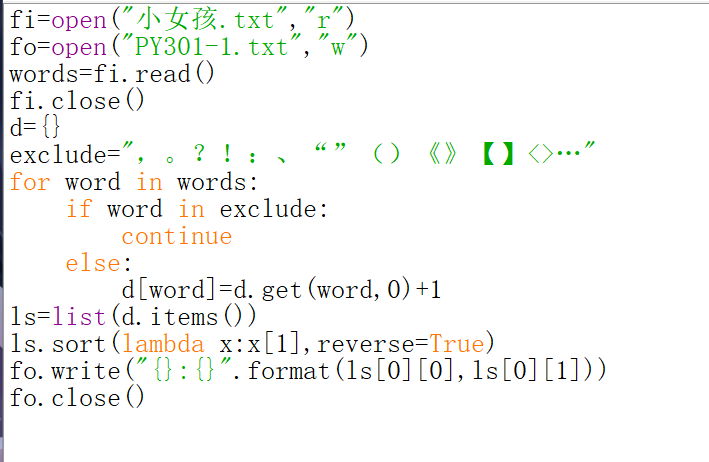 fi=open("小女孩.txt","r")
fo=open("PY301-1.txt","w")
words=fi.read()
fi.close()
d={}
exclude="，。？！：、“”（）《》【】<>…"
for word in words:
    if word in exclude:
        continue
    else:
        d[word]=d.get(word,0)+1
ls=list(d.items())
ls.sort(lambda x:x[1],reverse=True)
fo.write("{}:{}".format(ls[0][0],ls[0][1]))
fo.close()